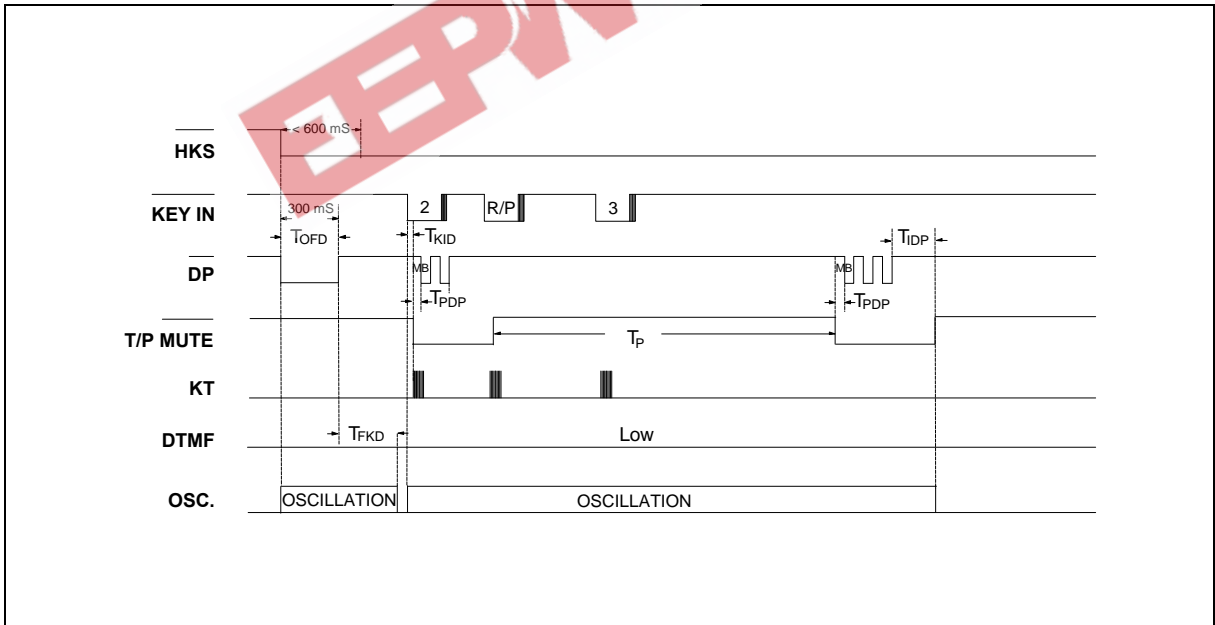 EEPW
< 600 mS
HKS
KEY IN
2
R/P
3
300 mS
TOFD
TKID
TIDP
DP
MB
MB
TPDP
TPDP
T/P MUTE
TP
KT
DTMF
TFKD
Low
OSC.
OSCILLATION
OSCILLATION